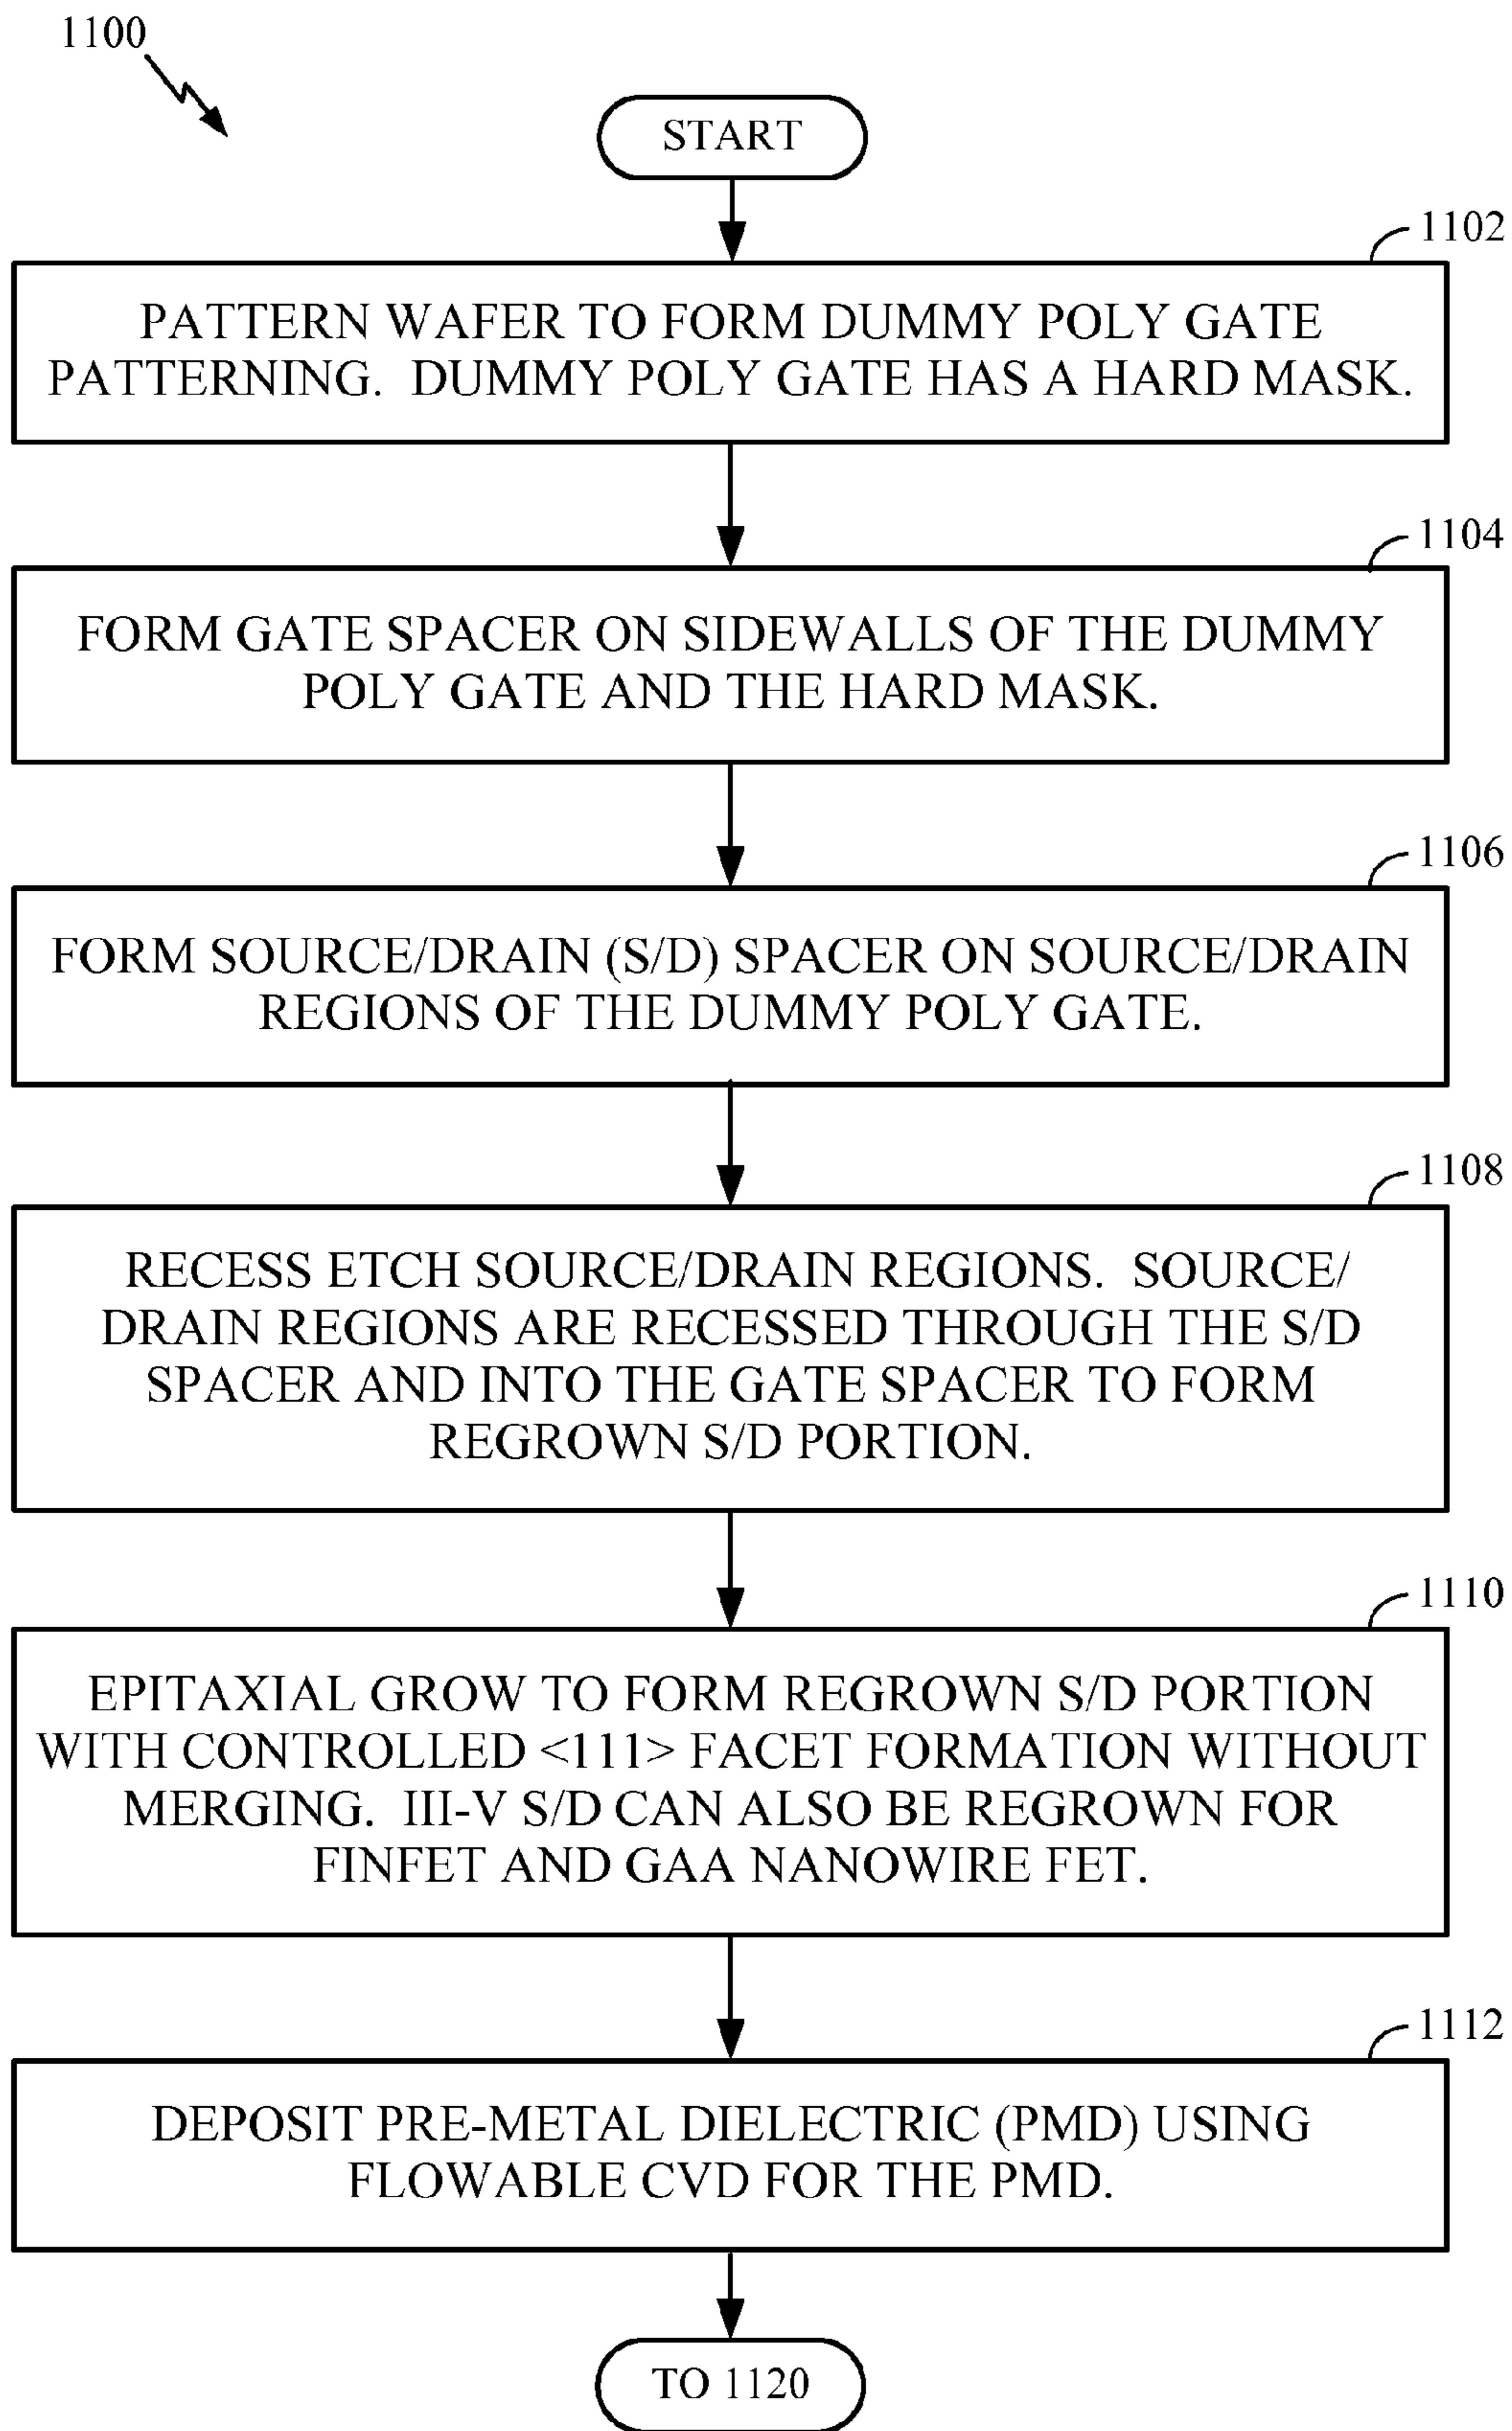 1100
START
1102
PATTERN WAFER TO FORM DUMMY POLY GATE
PATTERNING. DUMMY POLY GATE HAS A HARD MASK.
1104
FORM GATE SPACER ON SIDEWALLS OF THE DUMMY
POLY GATE AND THE HARD MASK.
1106
FORM SOURCE/DRAIN (S/D) SPACER ON SOURCE/DRAIN
REGIONS OF THE DUMMY POLY GATE.
1108
RECESS ETCH SOURCE/DRAIN REGIONS. SOURCE/
DRAIN REGIONS ARE RECESSED THROUGH THE S/D
SPACER AND INTO THE GATE SPACER TO FORM
REGROWN S/D PORTION.
1110
EPITAXIAL GROW TO FORM REGROWN S/D PORTION
WITH CONTROLLED <111> FACET FORMATION WITHOUT
MERGING. III-V S/D CAN ALSO BE REGROWN FOR
FINFET AND GAA NANOWIRE FET.
1112
DEPOSIT PRE-METAL DIELECTRIC (PMD) USING
FLOWABLE CVD FOR THE PMD.
TO 1120